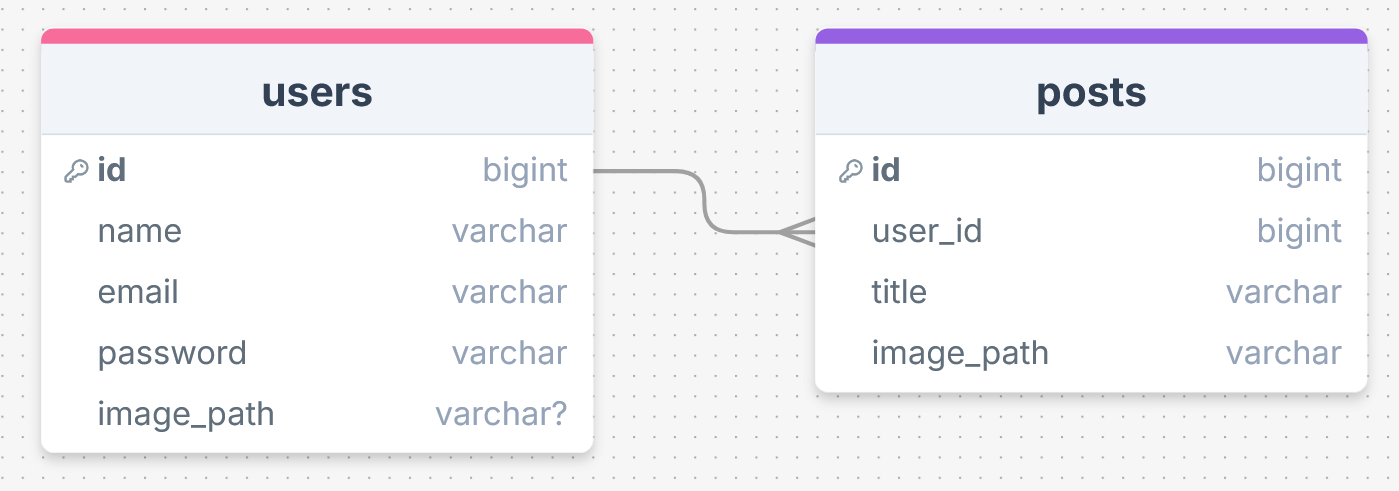 users
id bigint
name varchar
email varchar
password varchar
image_path varchar?
posts
id bigint
user_id bigint
title varchar
image_path varchar